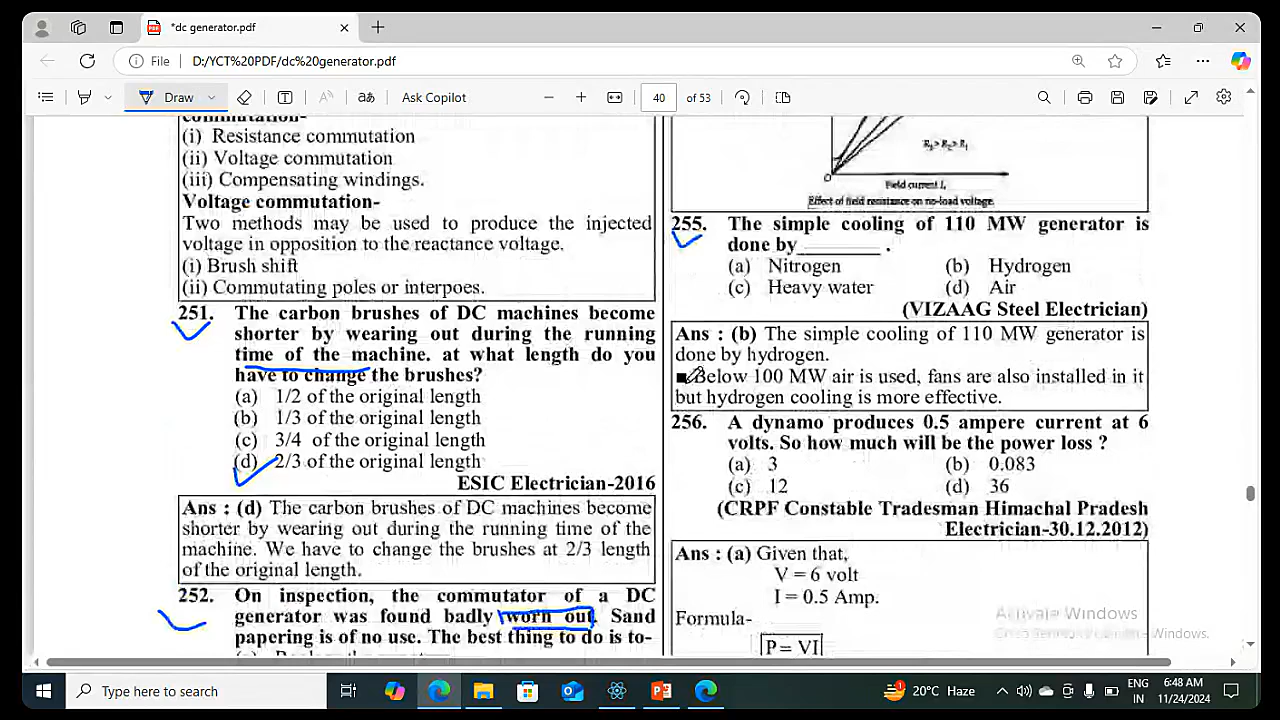 *dc generator.pdf
File
D:/YCT%20PDF/dc%20generator.pdf
Draw
Ask Copilot
40
of 53
commutation-
(i) Resistance commutation
(ii) Voltage commutation
(iii) Compensating windings.
Voltage commutation-
Two methods may be used to produce the injected
voltage in opposition to the reactance voltage.
(i) Brush shift
(ii) Commutating poles or interpoles.
251. The carbon brushes of DC machines become
shorter by wearing out during the running
time of the machine. at what length do you
have to change the brushes?
(a) 1/2 of the original length
(b) 1/3 of the original length
(c) 3/4 of the original length
(d) 2/3 of the original length
ESIC Electrician-2016
Ans : (d) The carbon brushes of DC machines become
shorter by wearing out during the running time of the
machine. We have to change the brushes at 2/3 length
of the original length.
252. On inspection, the commutator of a DC
generator was found badly worn out. Sand
papering is of no use. The best thing to do is to-
R3> R2> R1
O
Field current If
Effect of field resistance on no-load voltage.
255. The simple cooling of 110 MW generator is
done by________ .
(a) Nitrogen (b) Hydrogen
(c) Heavy water (d) Air
(VIZAAG Steel Electrician)
Ans : (b) The simple cooling of 110 MW generator is
done by hydrogen.
■ Below 100 MW air is used, fans are also installed in it
but hydrogen cooling is more effective.
256. A dynamo produces 0.5 ampere current at 6
volts. So how much will be the power loss ?
(a) 3 (b) 0.083
(c) 12 (d) 36
(CRPF Constable Tradesman Himachal Pradesh
Electrician-30.12.2012)
Ans : (a) Given that,
V = 6 volt
I = 0.5 Amp.
Formula-
P = VI
Activate Windows
Windows.
Type here to search
20°C Haze
ENG
IN
6:48 AM
11/24/2024